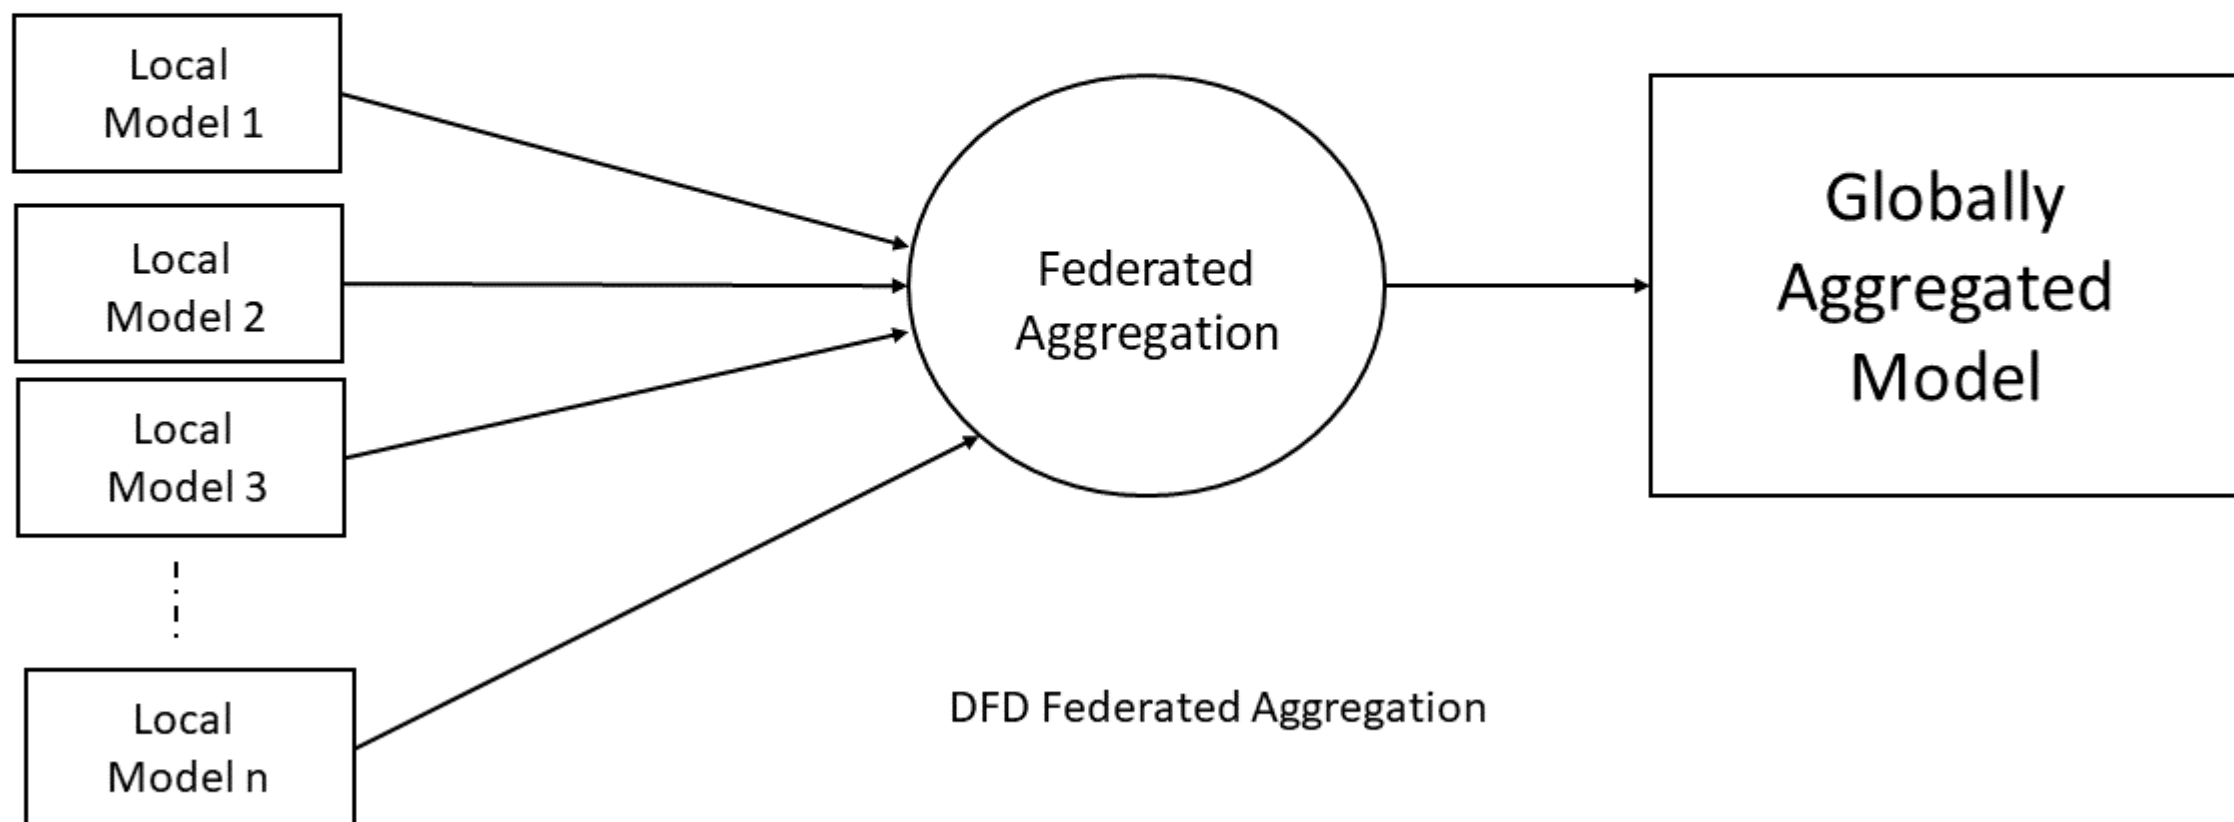 Local
Model 1
Local
Model 2
Local
Model 3
Local
Model n
Federated
Aggregation
Globally
Aggregated
Model
DFD Federated Aggregation